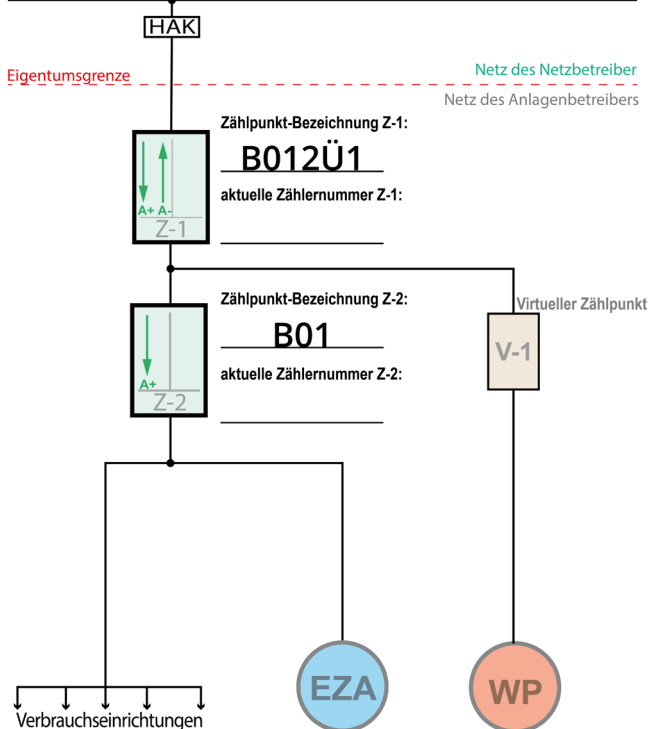 HAK
Eigentumsgrenze
Netz des Netzbetreiber
Netz des Anlagenbetreibers
Zählpunkt-Bezeichnung Z-1:
B012Ü1
aktuelle Zählernummer Z-1:
A+ A-
Z-1
Zählpunkt-Bezeichnung Z-2:
B01
aktuelle Zählernummer Z-2:
A+
Z-2
Virtueller Zählpunkt
V-1
EZA
WP
Verbrauchseinrichtungen